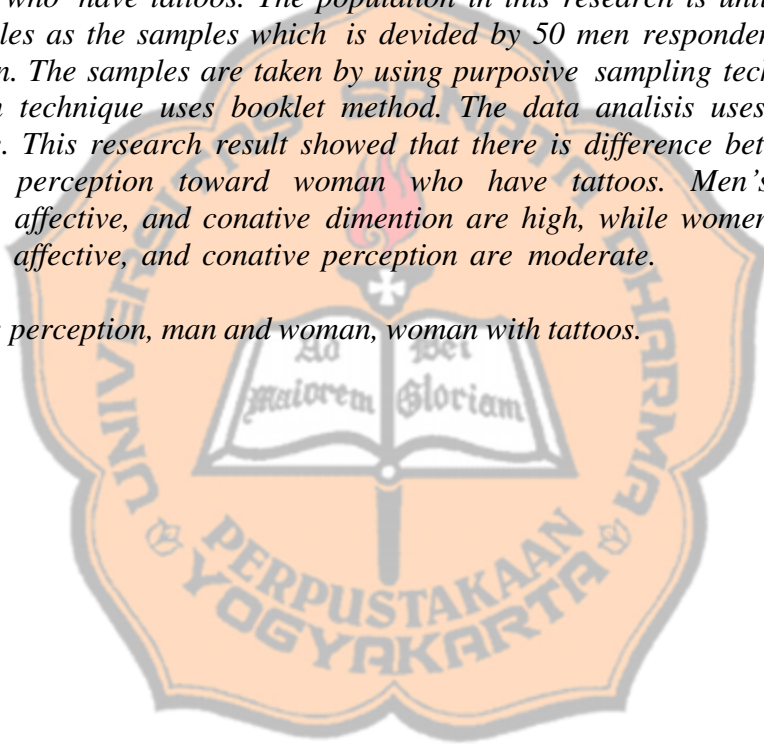 who have tattoos. The population in this research is
les as the samples which is devided by 50 men
n. The samples are taken by using purposive sampling
technique uses booklet method. The data analisis uses
. This research result showed that there is difference
perception toward woman who have tattoos. Men's
affective, and conative dimention are high, while women
affective, and conative perception are moderate.
perception, man and woman, woman with tattoos.
UNIVERSITAS SANATA DHARMA
Ad Dei
Maiorem Gloriam
PERPUSTAKAAN
YOGYAKARTA